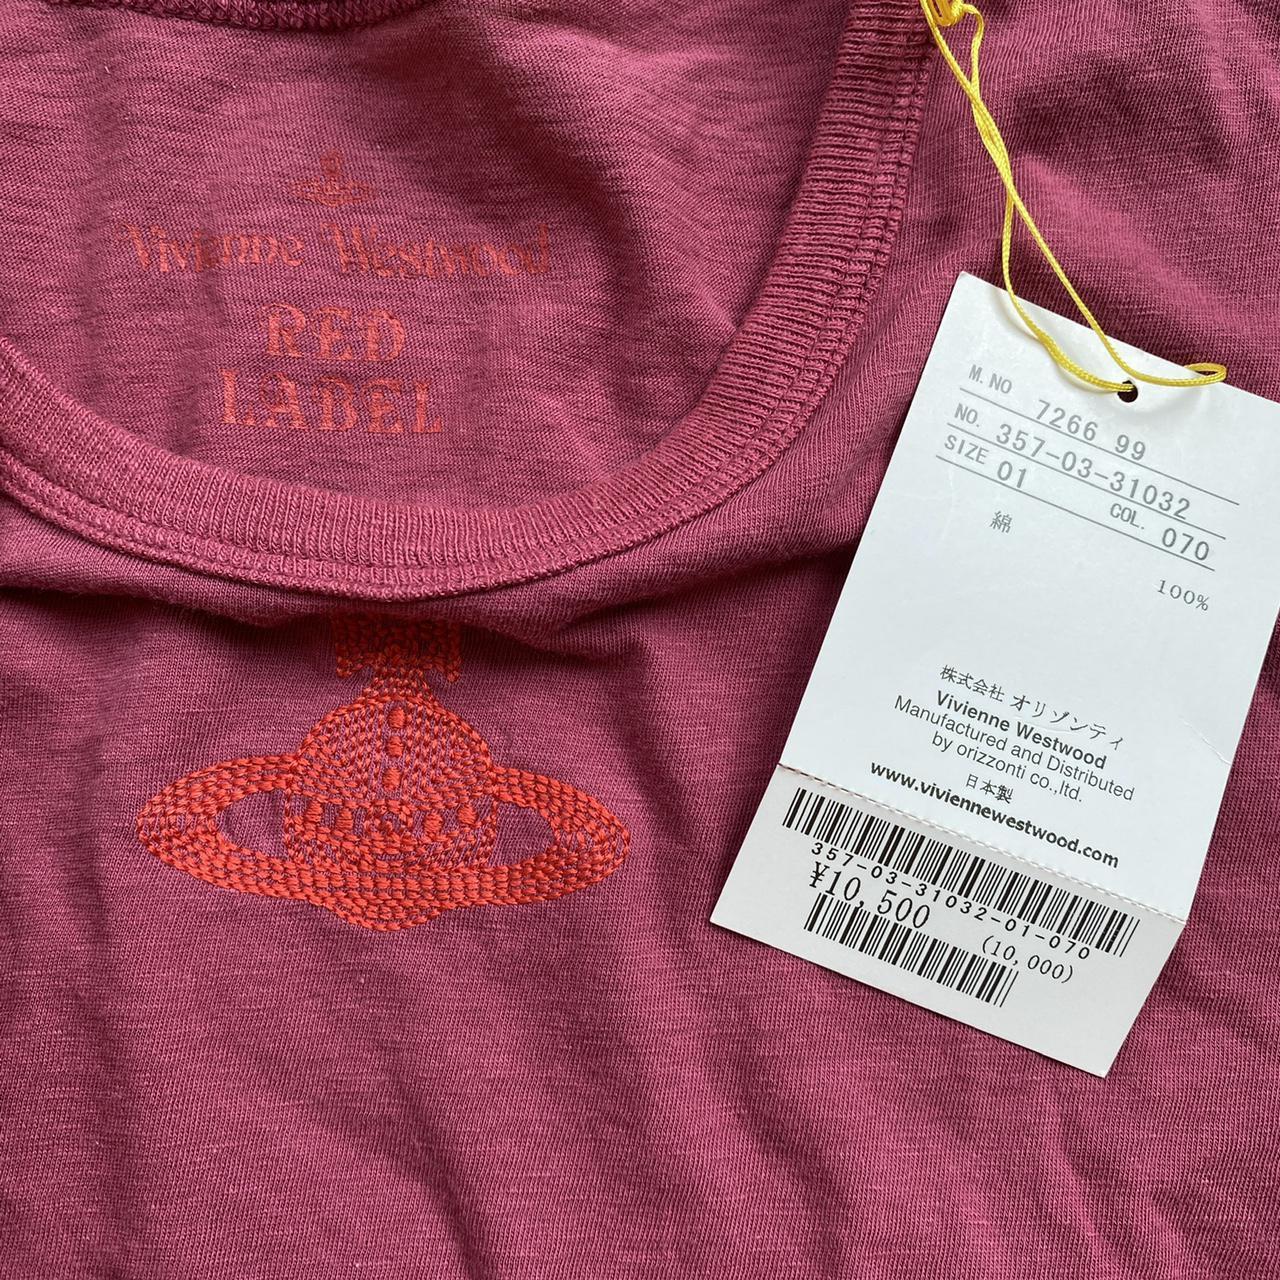 Vivienne Westwood
RED
LABEL
M.NO 7266 99
NO. 357-03-31032
SIZE 01 COL. 070
綿 100%
株式会社 オリゾンティ
Vivienne Westwood
Manufactured and Distributed
by orizzonti co.,ltd.
日本製
www.viviennewestwood.com
357-03-31032-01-070
¥10,500
(10,000)